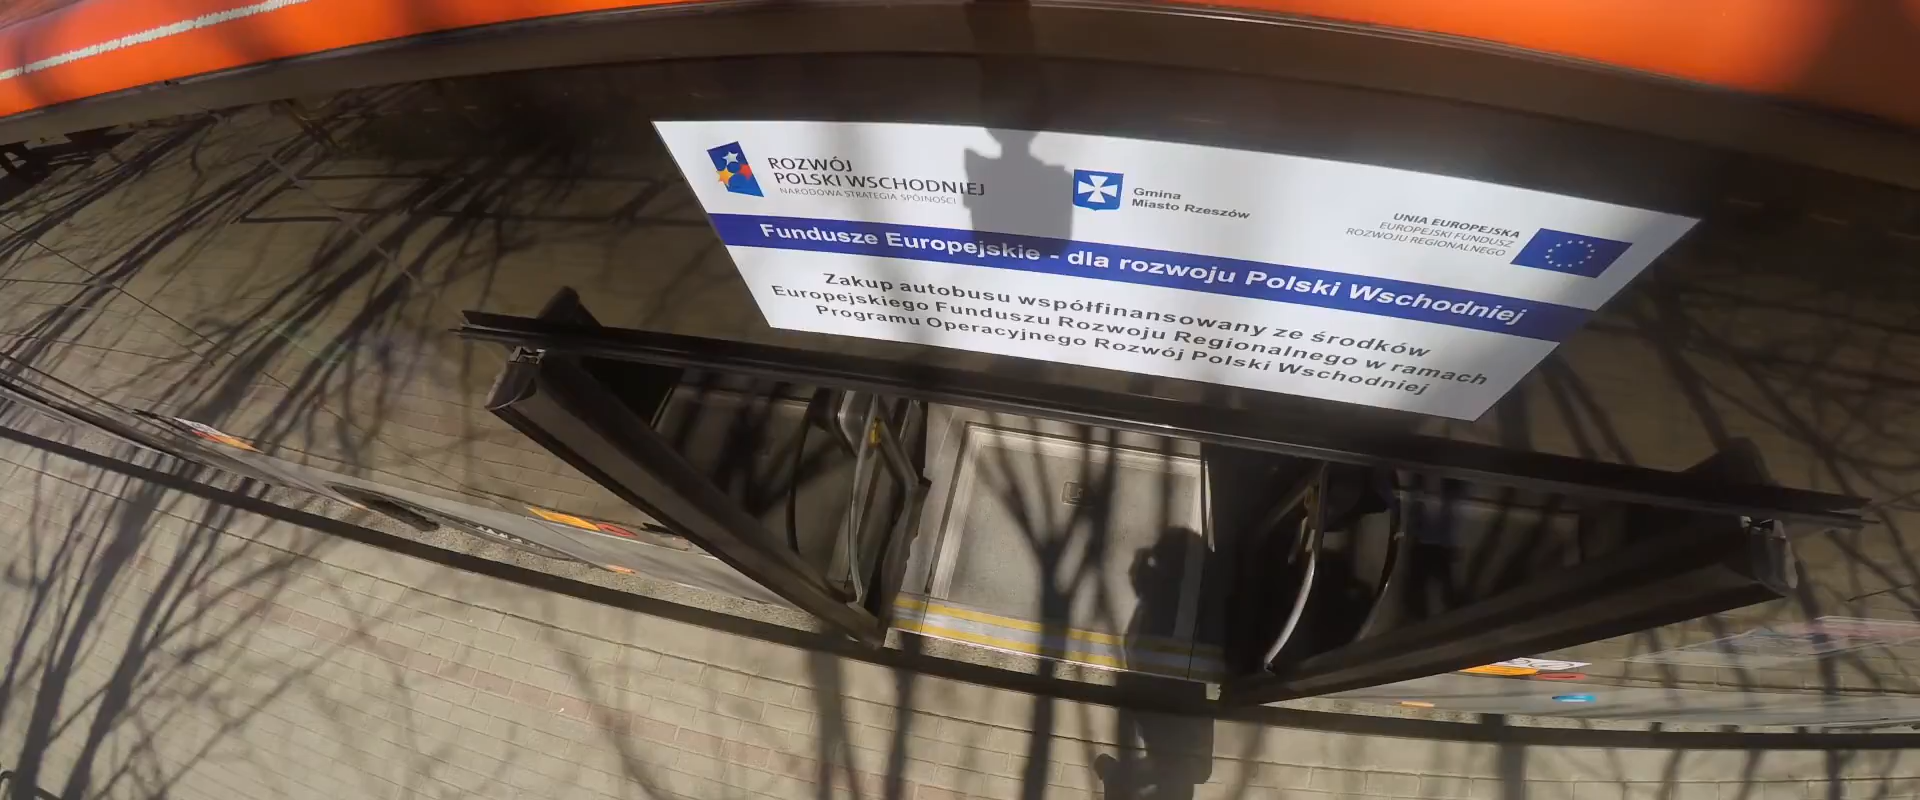 ROZWÓJ
POLSKI WSCHODNIEJ
NARODOWA STRATEGIA SPÓJNOŚCI
Gmina
Miasto Rzeszów
UNIA EUROPEJSKA
EUROPEJSKI FUNDUSZ
ROZWOJU REGIONALNEGO
Fundusze Europejskie - dla rozwoju Polski Wschodniej
Zakup autobusu współfinansowany ze środków
Europejskiego Funduszu Rozwoju Regionalnego w ramach
Programu Operacyjnego Rozwój Polski Wschodniej